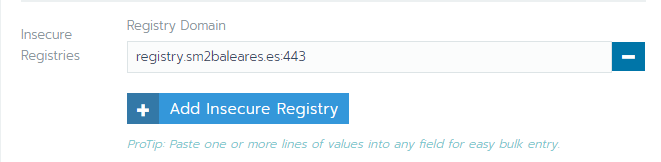 Insecure Registries
Registry Domain
registry.sm2baleares.es:443
Add Insecure Registry
ProTip: Paste one or more lines of values into any field for easy bulk entry.